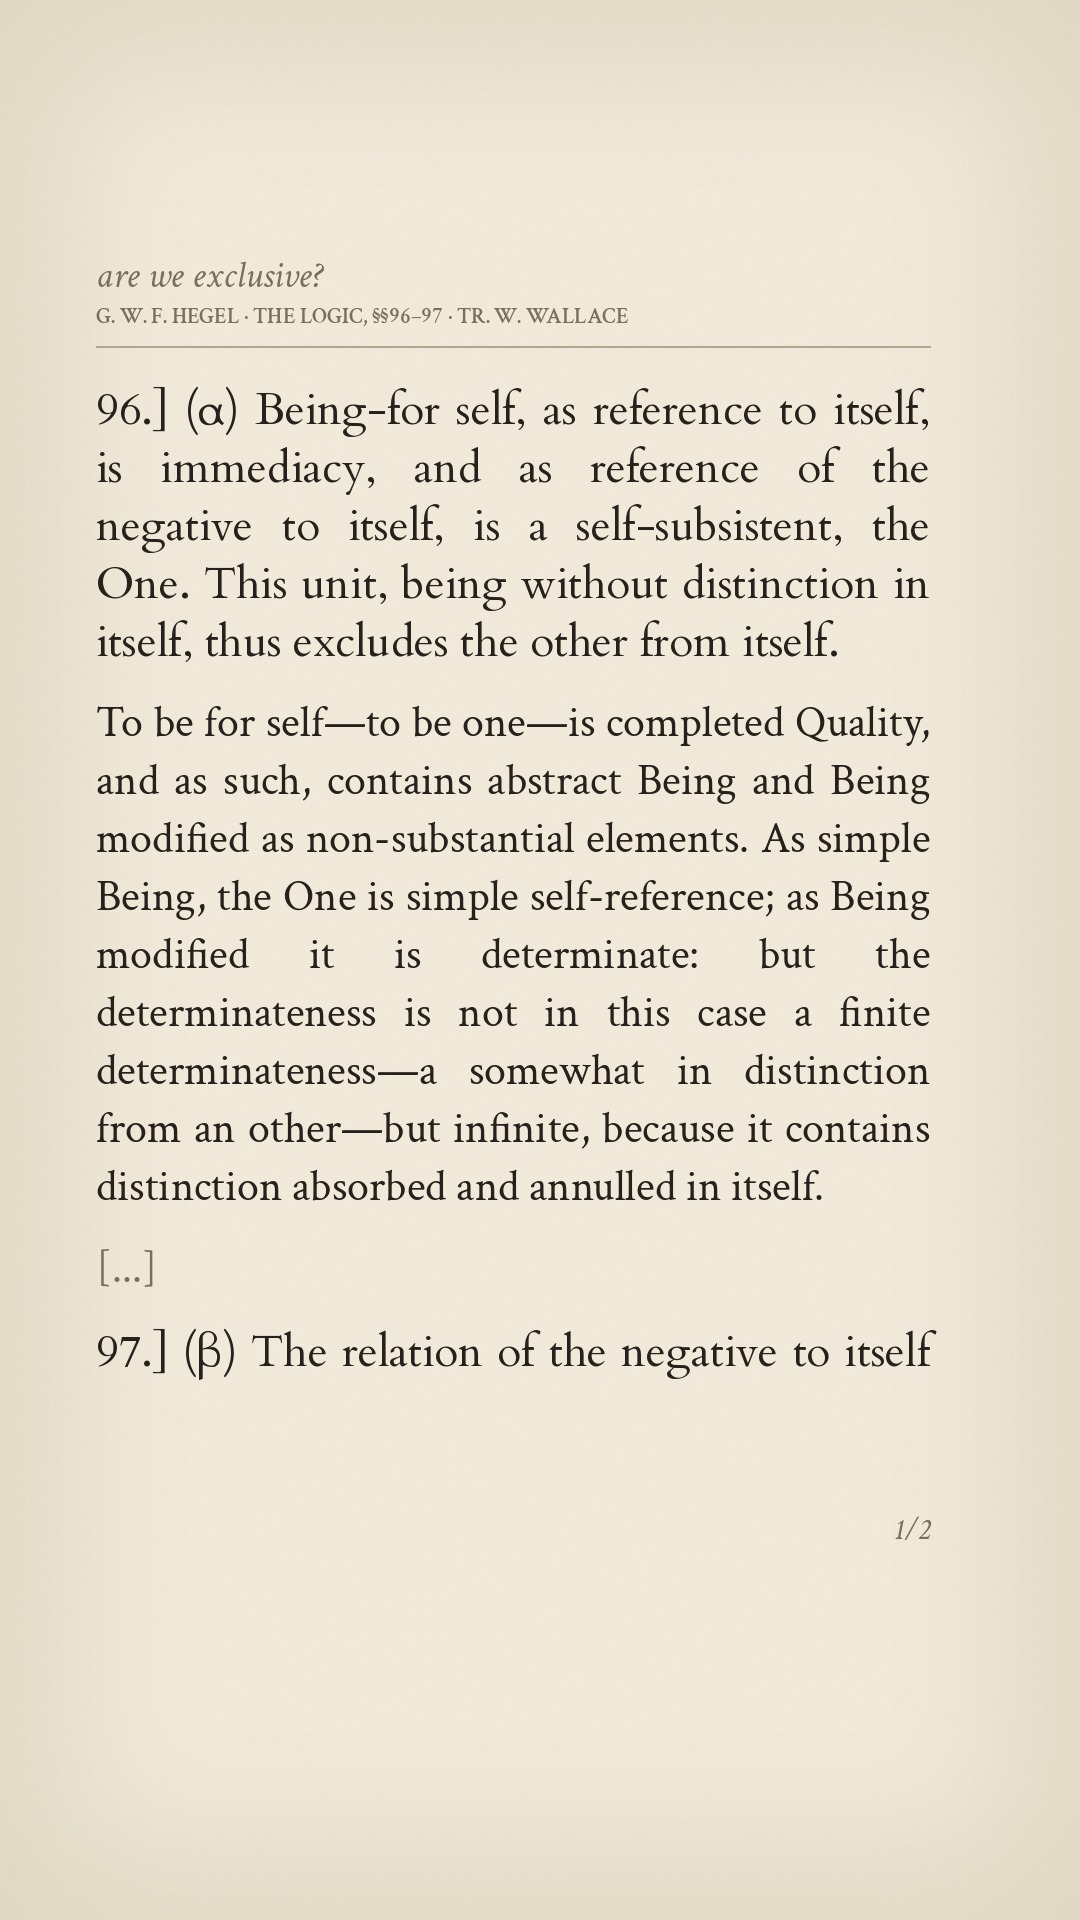 are we exclusive?
G. W. F. HEGEL · THE LOGIC, §§96–97 · TR. W. WALLACE
96.] (α) Being-for self, as reference to itself,
is immediacy, and as reference of the
negative to itself, is a self-subsistent, the
One. This unit, being without distinction in
itself, thus excludes the other from itself.
To be for self—to be one—is completed Quality,
and as such, contains abstract Being and Being
modified as non-substantial elements. As simple
Being, the One is simple self-reference; as Being
modified it is determinate: but the
determinateness is not in this case a finite
determinateness—a somewhat in distinction
from an other—but infinite, because it contains
distinction absorbed and annulled in itself.
[...]
97.] (β) The relation of the negative to itself
1/2